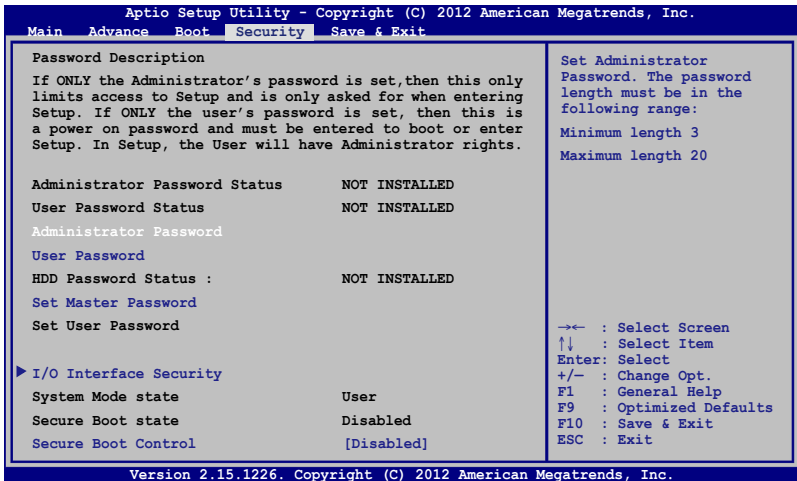 Aptio Setup Utility - Copyright (C) 2012 American Megatrends, Inc.
Main Advance Boot Security Save & Exit
Password Description
If ONLY the Administrator's password is set,then this only
limits access to Setup and is only asked for when entering
Setup. If ONLY the user's password is set, then this is
a power on password and must be entered to boot or enter
Setup. In Setup, the User will have Administrator rights.
Administrator Password Status NOT INSTALLED
User Password Status NOT INSTALLED
Administrator Password
User Password
HDD Password Status : NOT INSTALLED
Set Master Password
Set User Password
I/O Interface Security
System Mode state User
Secure Boot state Disabled
Secure Boot Control [Disabled]
Set Administrator
Password. The password
length must be in the
following range:
Minimum length 3
Maximum length 20
→← : Select Screen
↑↓ : Select Item
Enter: Select
+/— : Change Opt.
F1 : General Help
F9 : Optimized Defaults
F10 : Save & Exit
ESC : Exit
Version 2.15.1226. Copyright (C) 2012 American Megatrends, Inc.